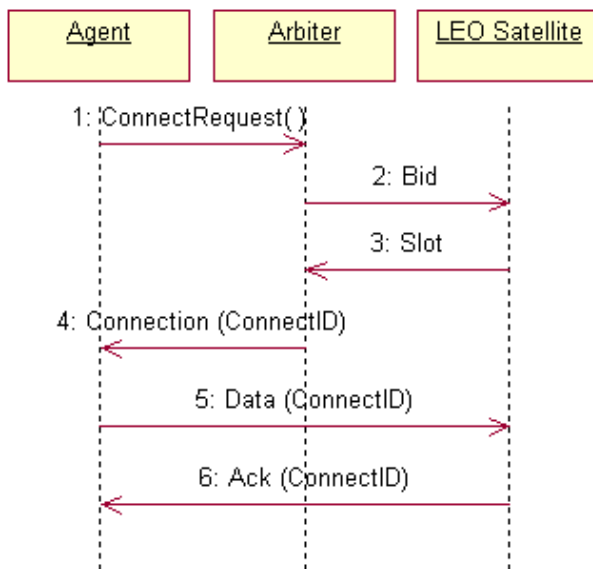 Agent
Arbiter
LEO Satellite
1: ConnectRequest( )
2: Bid
3: Slot
4: Connection (ConnectID)
5: Data (ConnectID)
6: Ack (ConnectID)